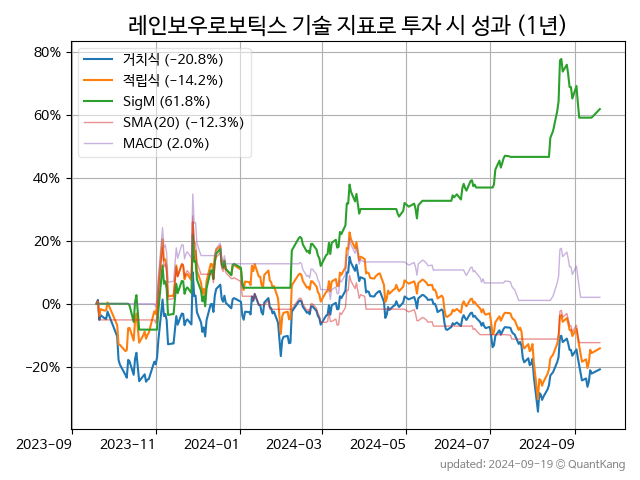 레인보우로보틱스 기술 지표로 투자 시 성과 (1년)
80%
60%
40%
20%
0%
−20%
거치식 (−20.8%)
적립식 (−14.2%)
SigM (61.8%)
SMA(20) (−12.3%)
MACD (2.0%)
2023-09 2023-11 2024-01 2024-03 2024-05 2024-07 2024-09
updated: 2024-09-19 © QuantKang